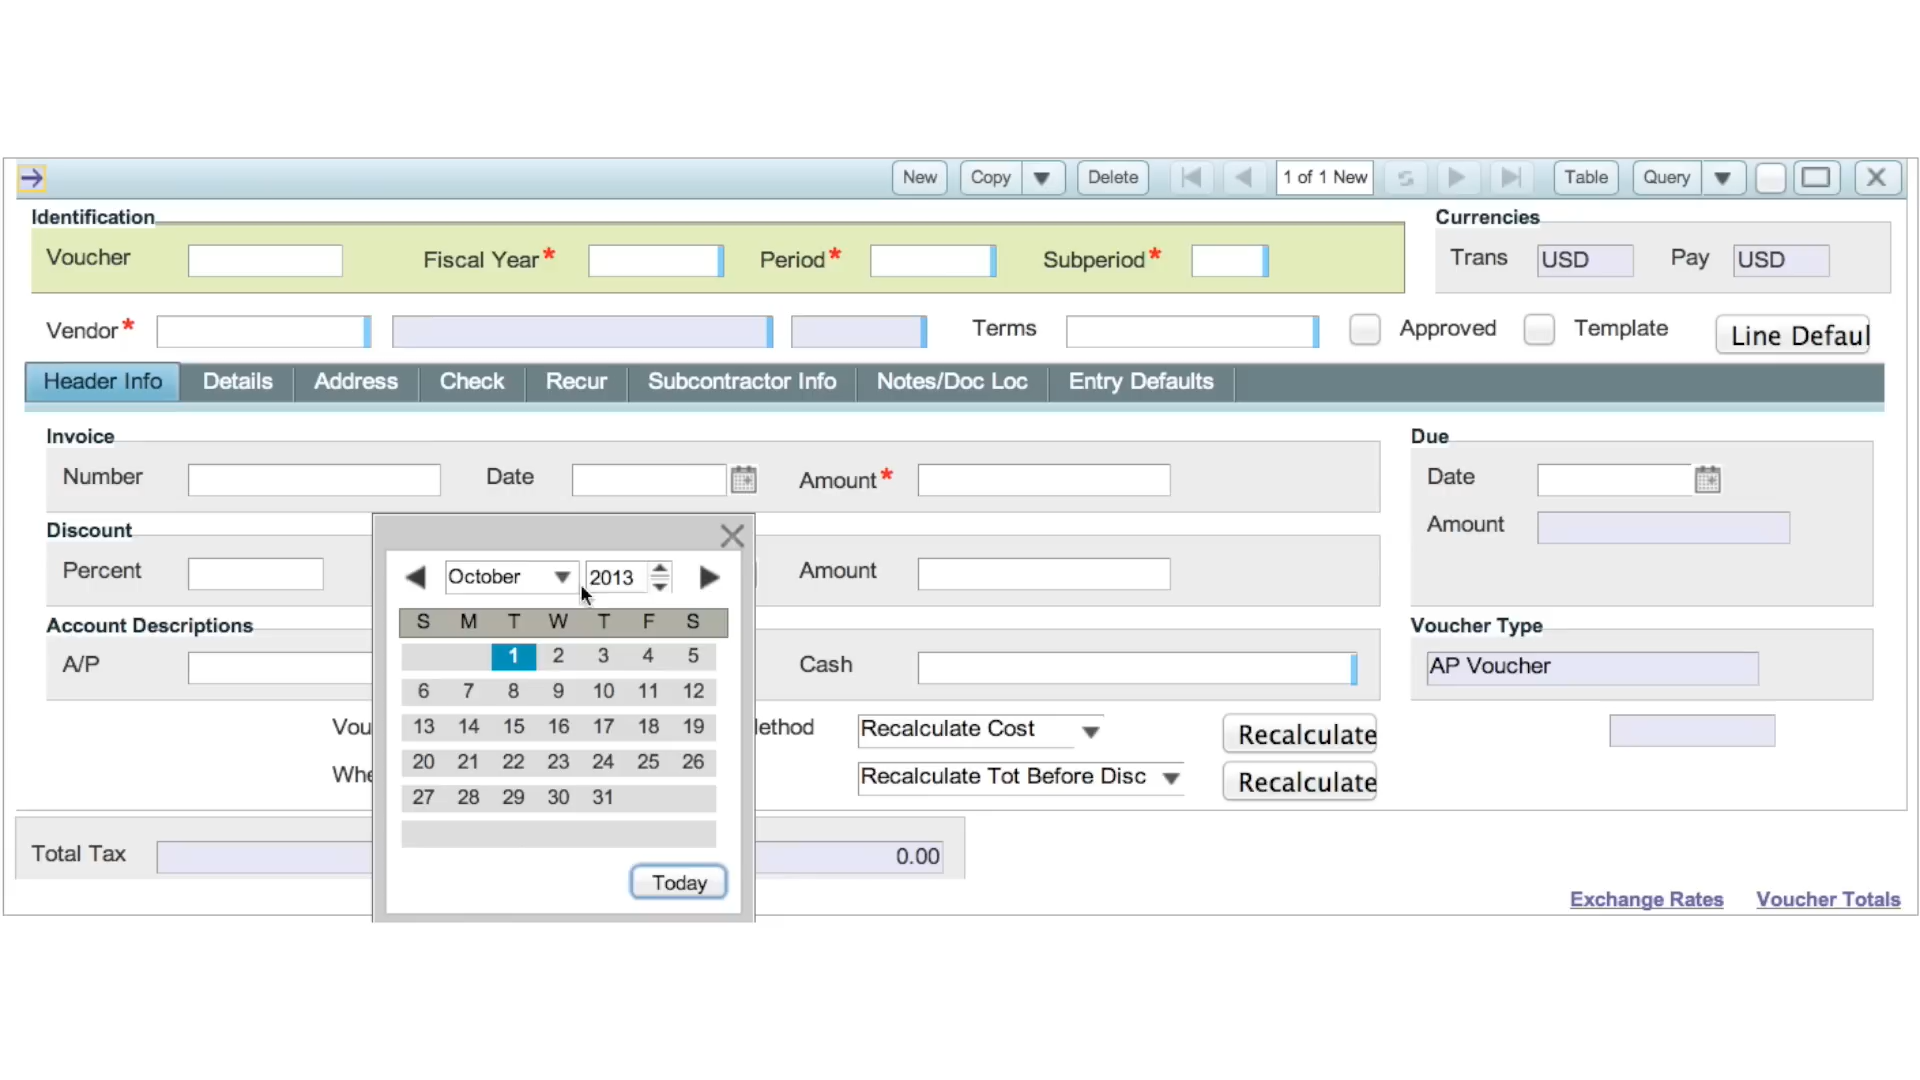 New Copy Delete 1 of 1 New Table Query
Identification Currencies
Voucher Fiscal Year* Period* Subperiod* Trans USD Pay USD
Vendor* Terms Approved Template Line Defaul
Header Info Details Address Check Recur Subcontractor Info Notes/Doc Loc Entry Defaults
Invoice Due
Number Date Amount* Date
Amount
Discount
Percent Amount
October 2013
S M T W T F S
Account Descriptions Voucher Type
1 2 3 4 5
A/P Cash AP Voucher
6 7 8 9 10 11 12
13 14 15 16 17 18 19
Vou ethod Recalculate Cost Recalculate
20 21 22 23 24 25 26
Whe Recalculate Tot Before Disc Recalculate
27 28 29 30 31
Total Tax 0.00
Today
Exchange Rates Voucher Totals